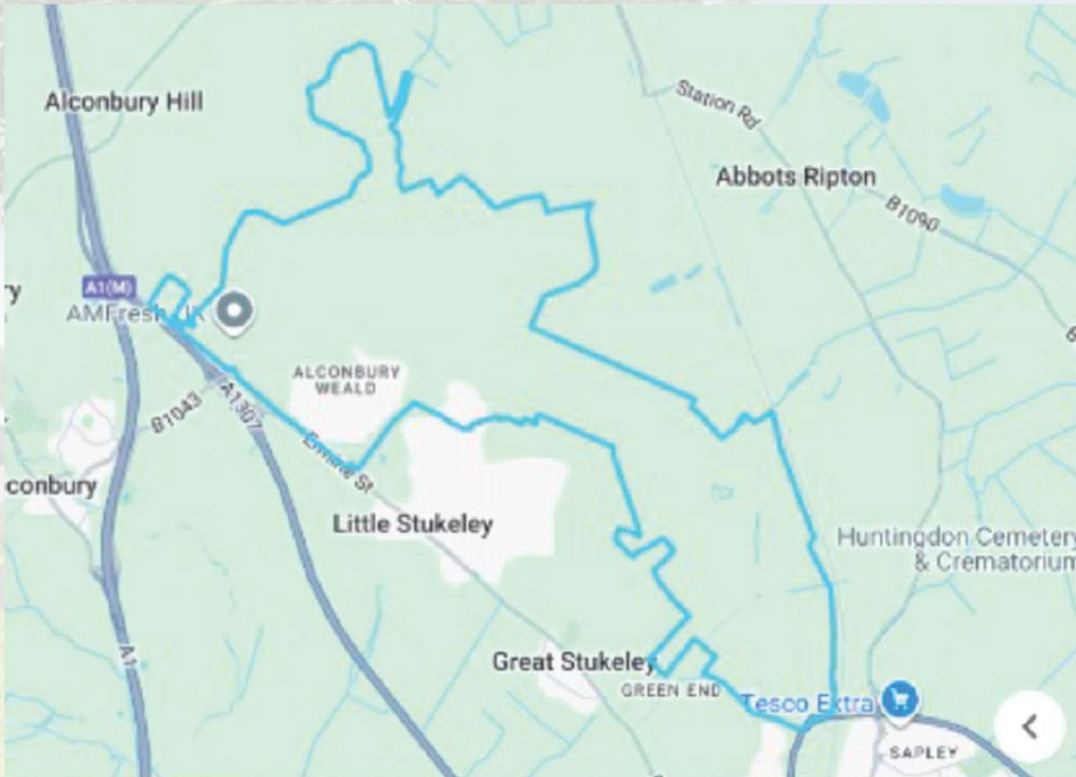 Alconbury Hill
Station Rd
Abbots Ripton
B1090
A1(M)
ry
AMFresh UK
ALCONBURY
WEALD
B1043
A1307
Ermine St
conbury
Little Stukeley
Huntingdon Cemetery
& Crematorium
A1
Great Stukeley
GREEN END
Tesco Extra
SAPLEY